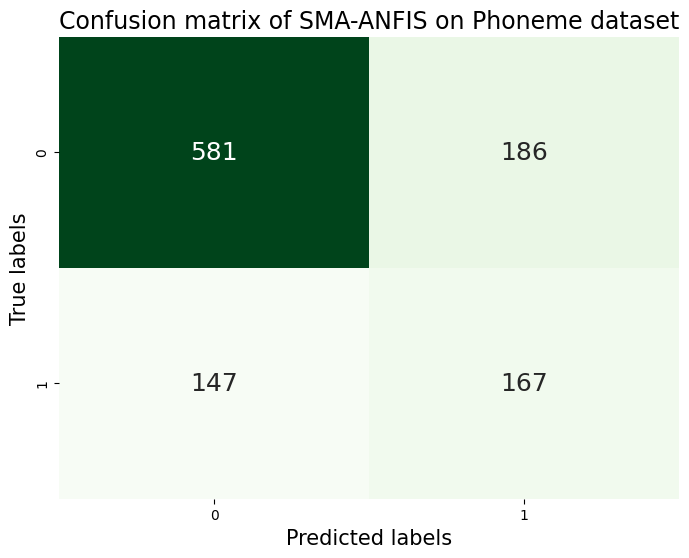 Confusion matrix of SMA-ANFIS on Phoneme dataset
581 186
0
True labels
147 167
1
0 1
Predicted labels